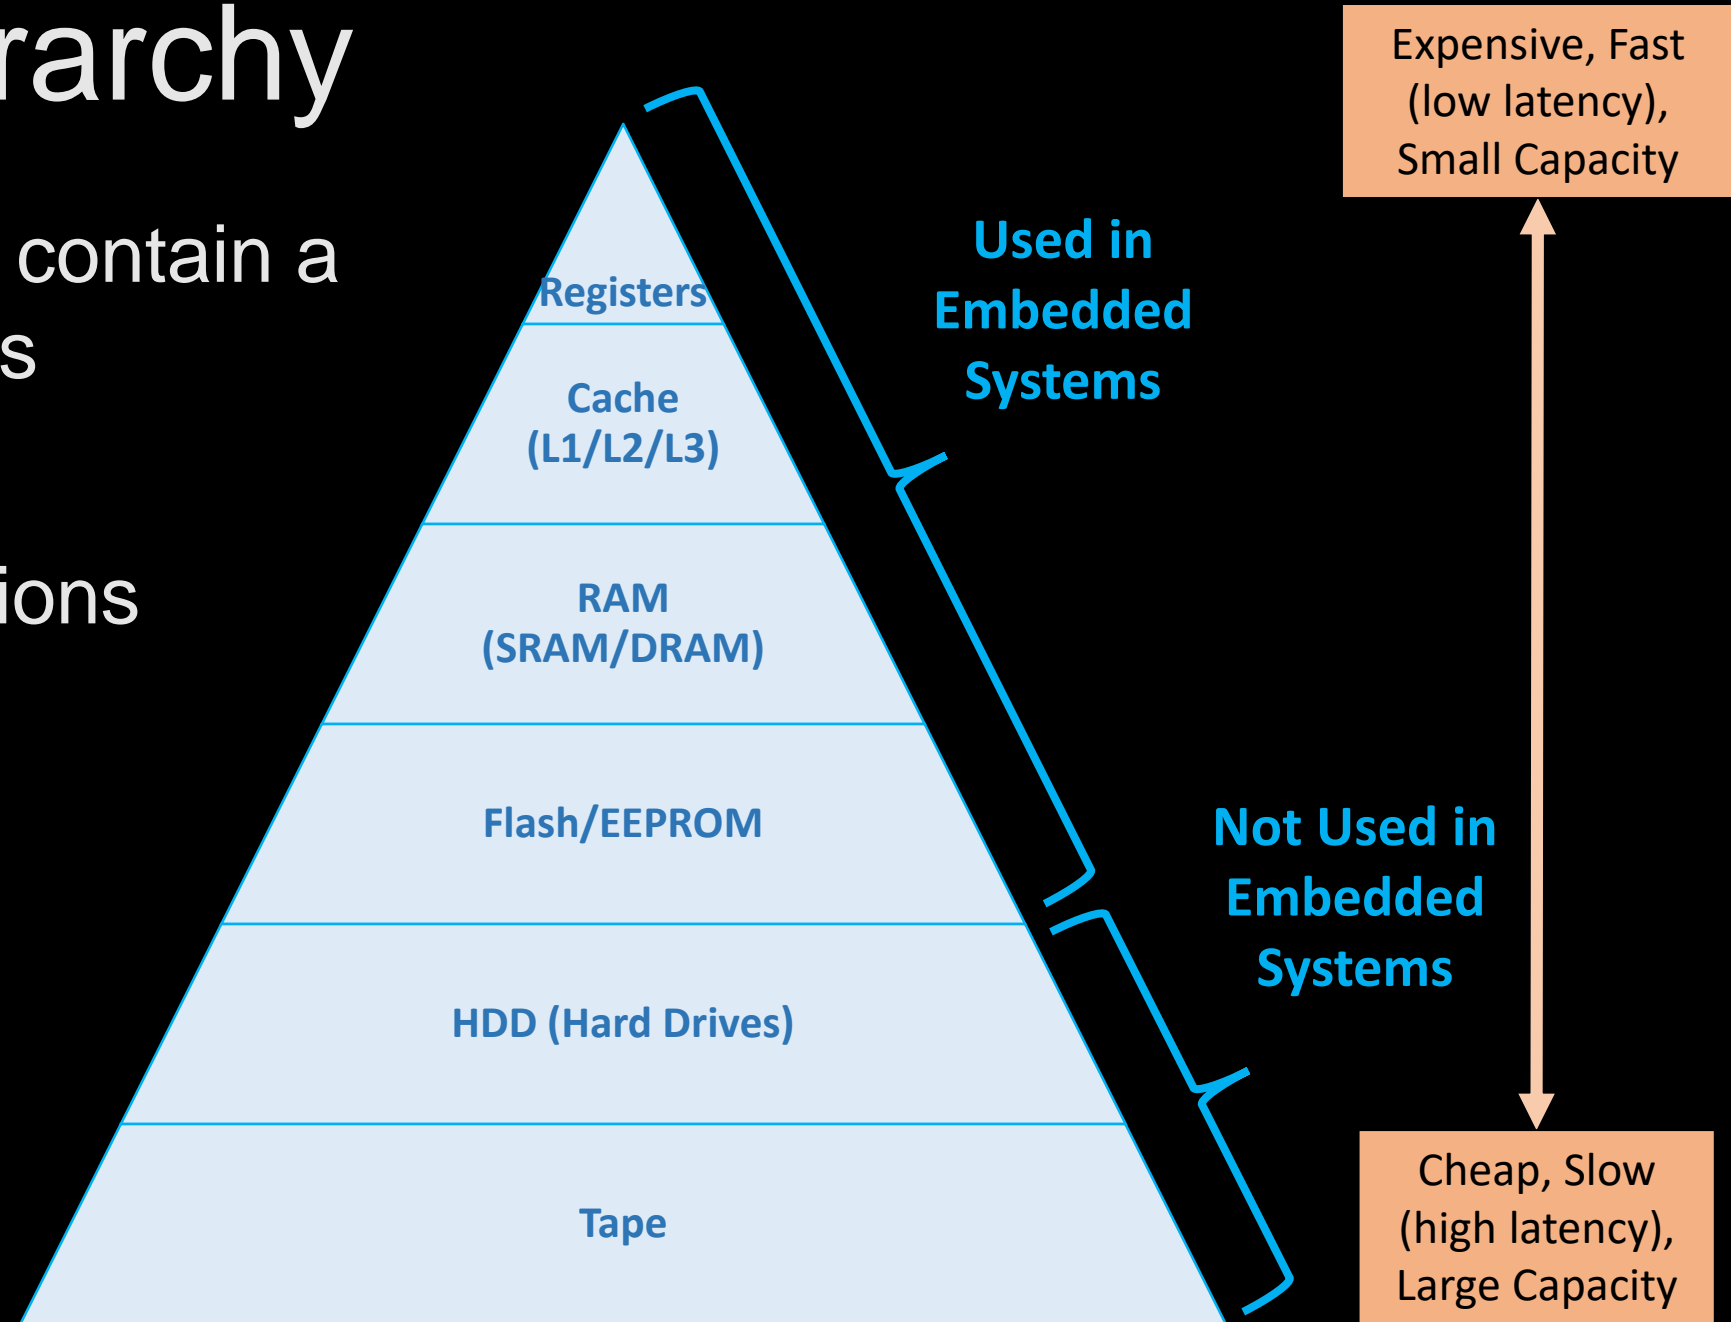 rarchy
contain a
s
ions
Registers
Cache
(L1/L2/L3)
RAM
(SRAM/DRAM)
Flash/EEPROM
HDD (Hard Drives)
Tape
Used in
Embedded
Systems
Not Used in
Embedded
Systems
Expensive, Fast
(low latency),
Small Capacity
Cheap, Slow
(high latency),
Large Capacity